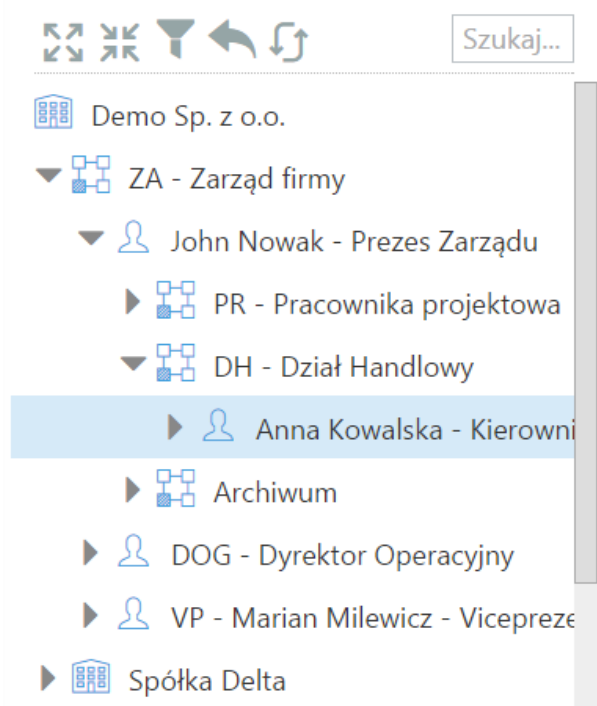 Szukaj...
Demo Sp. z o.o.
ZA - Zarząd firmy
John Nowak - Prezes Zarządu
PR - Pracownika projektowa
DH - Dział Handlowy
Anna Kowalska - Kierowni
Archiwum
DOG - Dyrektor Operacyjny
VP - Marian Milewicz - Vicepreze
Spółka Delta